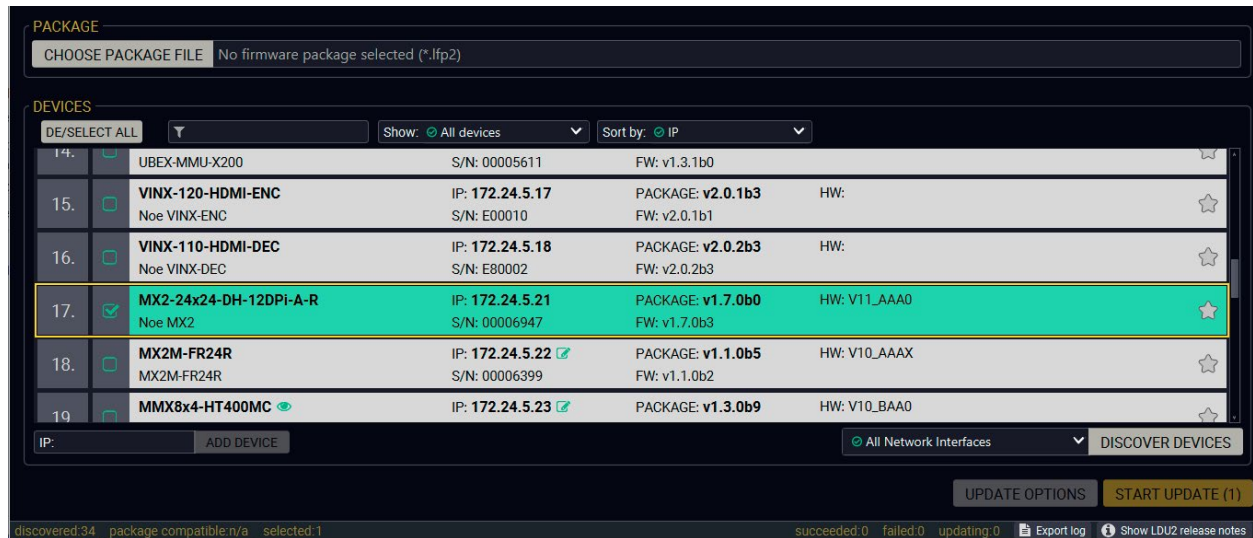 PACKAGE
CHOOSE PACKAGE FILE No firmware package selected (*.lfp2)
DEVICES
DE/SELECT ALL Show: All devices Sort by: IP
14. UBEX-MMU-X200 S/N: 00005611 FW: v1.3.1b0
VINX-120-HDMI-ENC IP: 172.24.5.17 PACKAGE: v2.0.1b3 HW:
15.
Noe VINX-ENC S/N: E00010 FW: v2.0.1b1
VINX-110-HDMI-DEC IP: 172.24.5.18 PACKAGE: v2.0.2b3 HW:
16.
Noe VINX-DEC S/N: E80002 FW: v2.0.2b3
MX2-24x24-DH-12DPi-A-R IP: 172.24.5.21 PACKAGE: v1.7.0b0 HW: V11_AAA0
17.
Noe MX2 S/N: 00006947 FW: v1.7.0b3
MX2M-FR24R IP: 172.24.5.22 PACKAGE: v1.1.0b5 HW: V10_AAAX
18.
MX2M-FR24R S/N: 00006399 FW: v1.1.0b2
MMX8x4-HT400MC IP: 172.24.5.23 PACKAGE: v1.3.0b9 HW: V10_BAA0
19
IP: ADD DEVICE All Network Interfaces DISCOVER DEVICES
UPDATE OPTIONS START UPDATE (1)
discovered:34 package compatible:n/a selected:1 succeeded:0 failed:0 updating:0 Export log Show LDU2 release notes